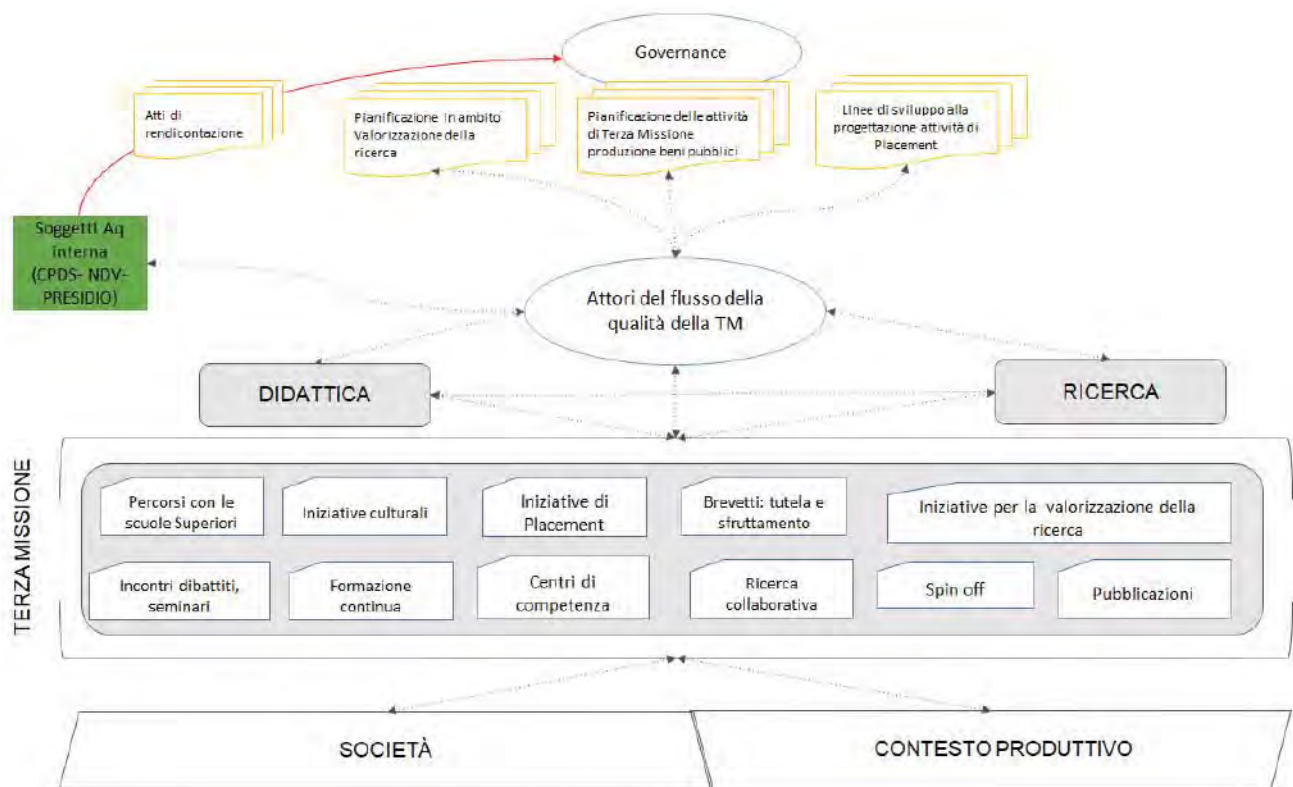 Governance
Atti di
rendicontazione
Pianificazione in ambito
Valorizzazione della
ricerca
Pianificazione delle attività
di Terza Missione
produzione beni pubblici
Linee di sviluppo alla
progettazione attività di
Placement
Soggetti Aq
interna
(CPDS- NDV-
PRESIDIO)
Attori del flusso della
qualità della TM
DIDATTICA
RICERCA
TERZA MISSIONE
Percorsi con le
scuole Superiori
Iniziative culturali
Iniziative di
Placement
Brevetti: tutela e
sfruttamento
Iniziative per la valorizzazione della
ricerca
Incontri dibattiti,
seminari
Formazione
continua
Centri di
competenza
Ricerca
collaborativa
Spin off
Pubblicazioni
SOCIETÀ
CONTESTO PRODUTTIVO